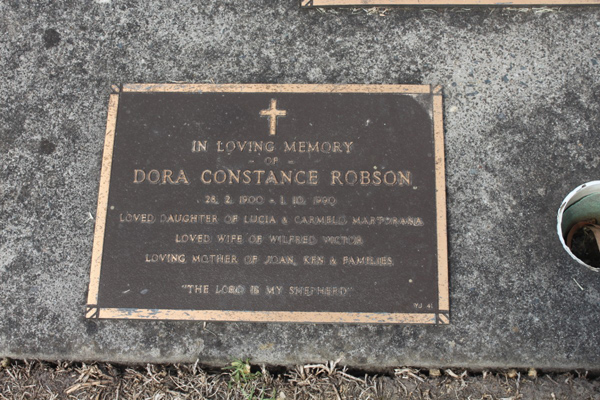 IN LOVING MEMORY
- OF -
DORA CONSTANCE ROBSON
28. 2. 1900 - 1. 10. 1990
LOVED DAUGHTER OF LUCIA & CARMELO MARTORANA
LOVED WIFE OF WILFRED VICTOR
LOVING MOTHER OF JOAN, KEN & FAMILIES
"THE LORD IS MY SHEPHERD"